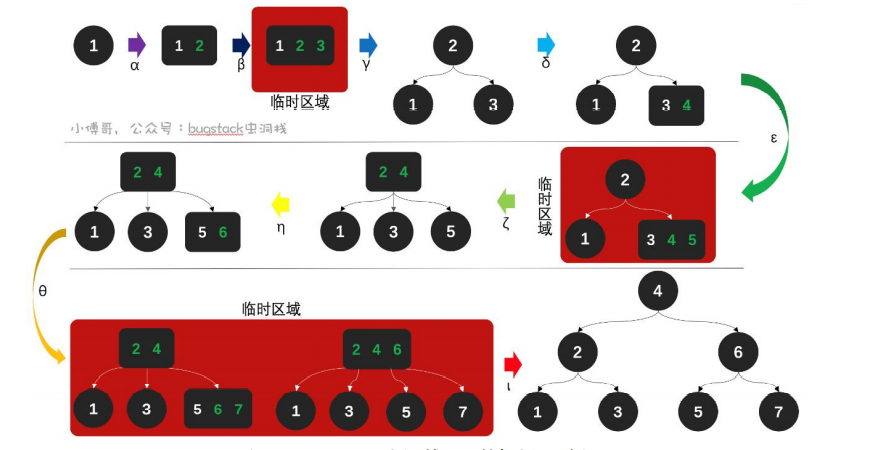 1 1 2 1 2 3 2 2
α β γ δ
1 3 1 3 4
临时区域
小傅哥，公众号：bugstack虫洞栈
ε
2 4 2 4 临时区域 2
1 3 5 6 η 1 3 5 ζ 1 3 4 5
θ
临时区域 4
2 4 2 4 6 2 6
ι
1 3 5 6 7 1 3 5 7 1 3 5 7